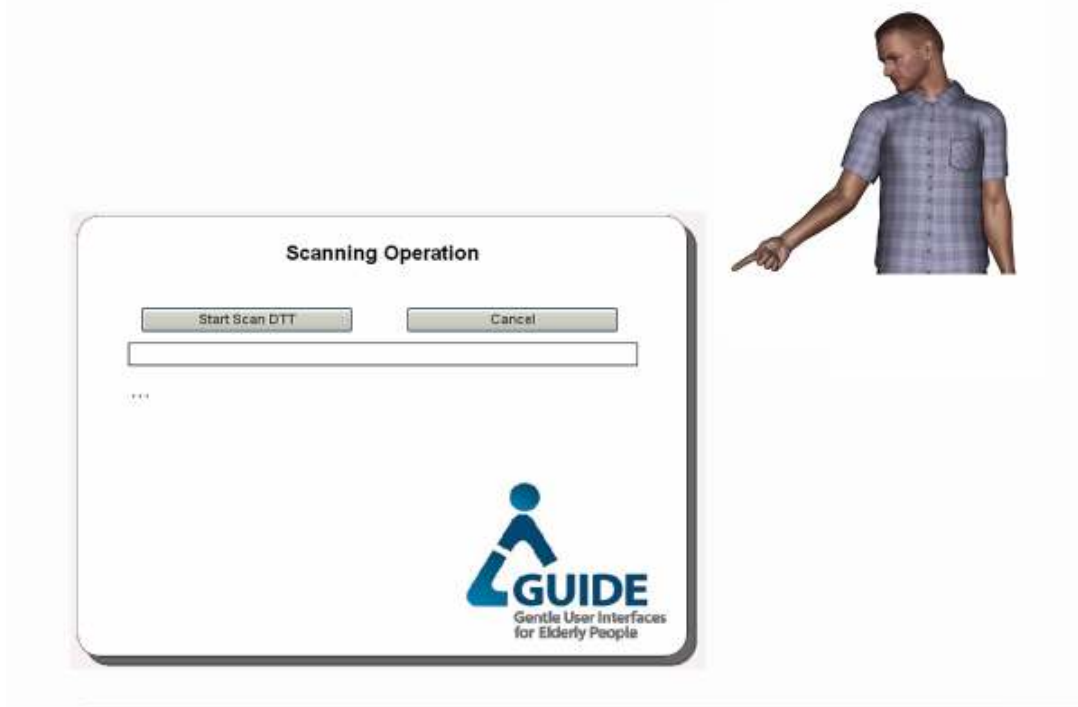 Scanning Operation
Start Scan DTT Cancel
...
GUIDE
Gentle User Interfaces
for Elderly People